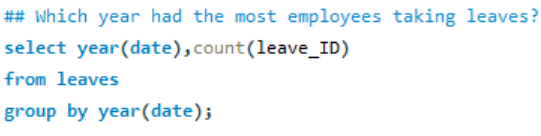 ## Which year had the most employees taking leaves?
select year(date),count(leave_ID)
from leaves
group by year(date);